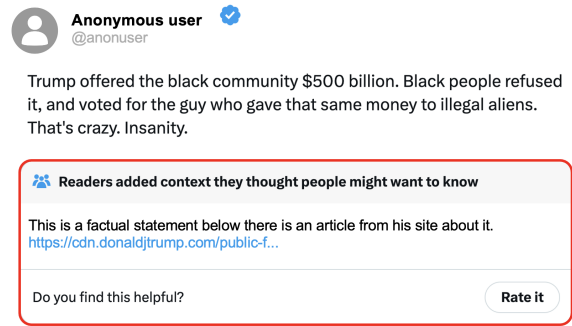 Anonymous user
@anonuser
Trump offered the black community $500 billion. Black people refused
it, and voted for the guy who gave that same money to illegal aliens.
That's crazy. Insanity.
Readers added context they thought people might want to know
This is a factual statement below there is an article from his site about it.
https://cdn.donaldjtrump.com/public-f...
Do you find this helpful?
Rate it